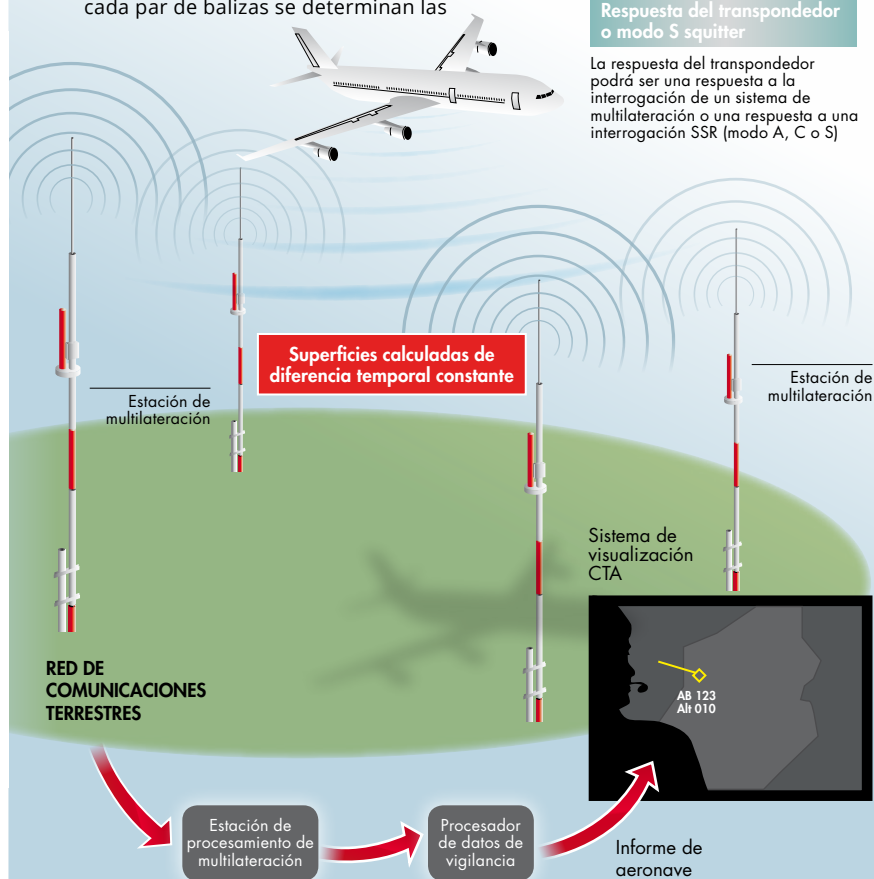 cada par de balizas se determinan las
Respuesta del transpondedor
o modo S squitter
La respuesta del transpondedor
podrá ser una respuesta a la
interrogación de un sistema de
multilateración o una respuesta a una
interrogación SSR (modo A, C o S)
Superficies calculadas de
diferencia temporal constante
Estación de
multilateración
Estación de
multilateración
Sistema de
visualización
CTA
AB 123
Alt 010
RED DE
COMUNICACIONES
TERRESTRES
Estación de
procesamiento de
multilateración
Procesador
de datos de
vigilancia
Informe de
aeronave